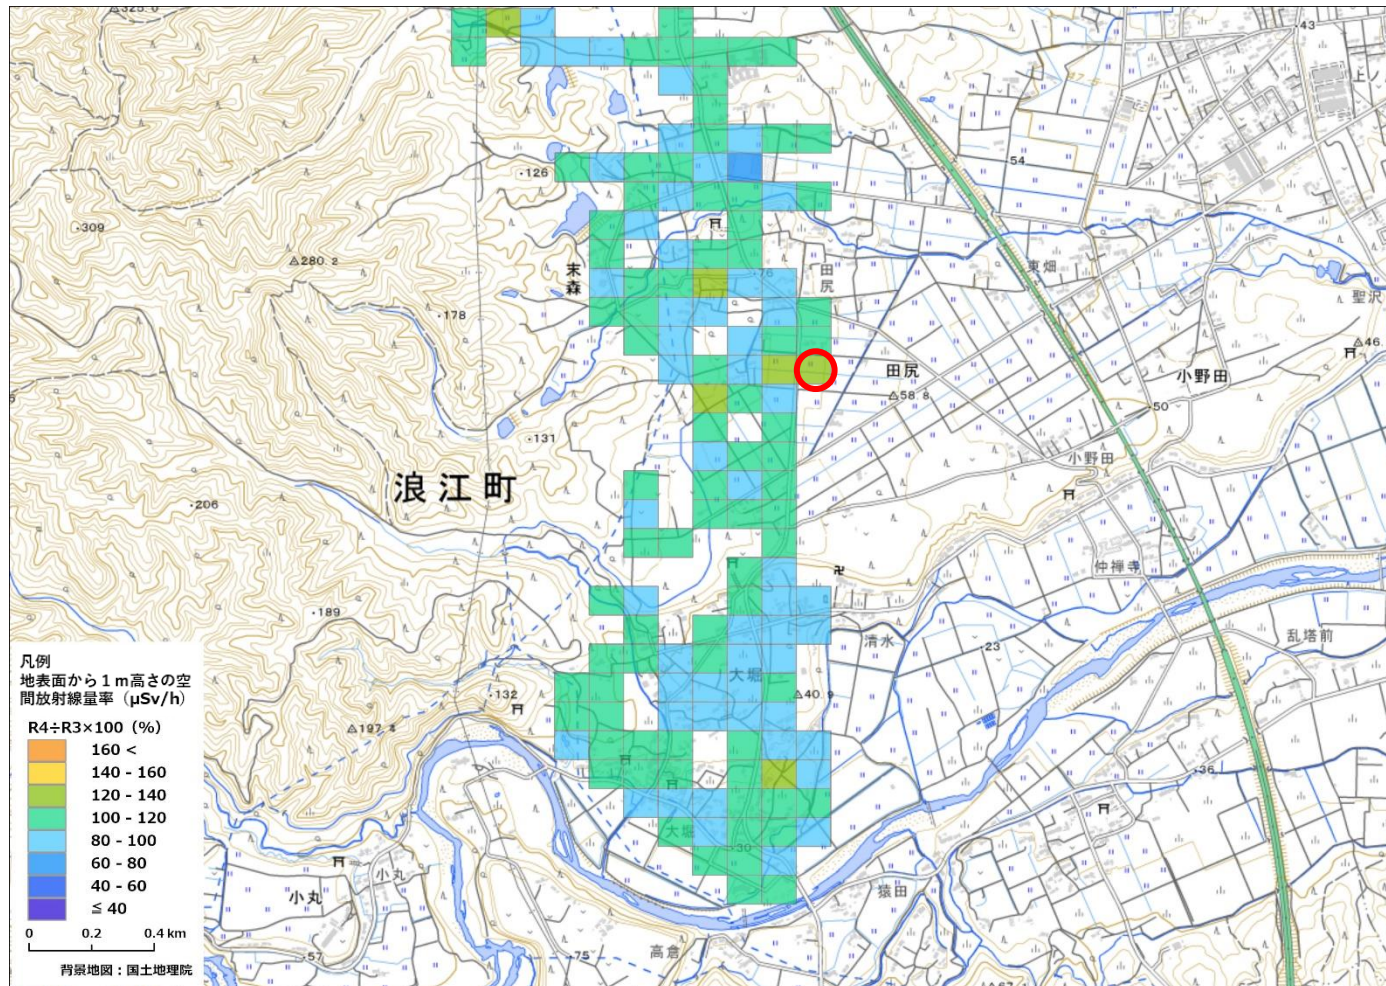 325.0
43
上ノ
54
126
309
280.2
末森
76
田尻
東畑
聖沢
178
46.
田尻
小野田
58.8
50
131
小野田
浪江町
206
仲禅寺
卍
189
清水
乱塔前
23
大堀
132
40.9
197.4
36
大堀
30
小丸
小丸
猿田
高倉
57
75
凡例
地表面から1m高さの空
間放射線量率(μSv/h)
R4÷R3×100(%)
160 <
140 - 160
120 - 140
100 - 120
80 - 100
60 - 80
40 - 60
≦ 40
0 0.2 0.4 km
背景地図:国土地理院